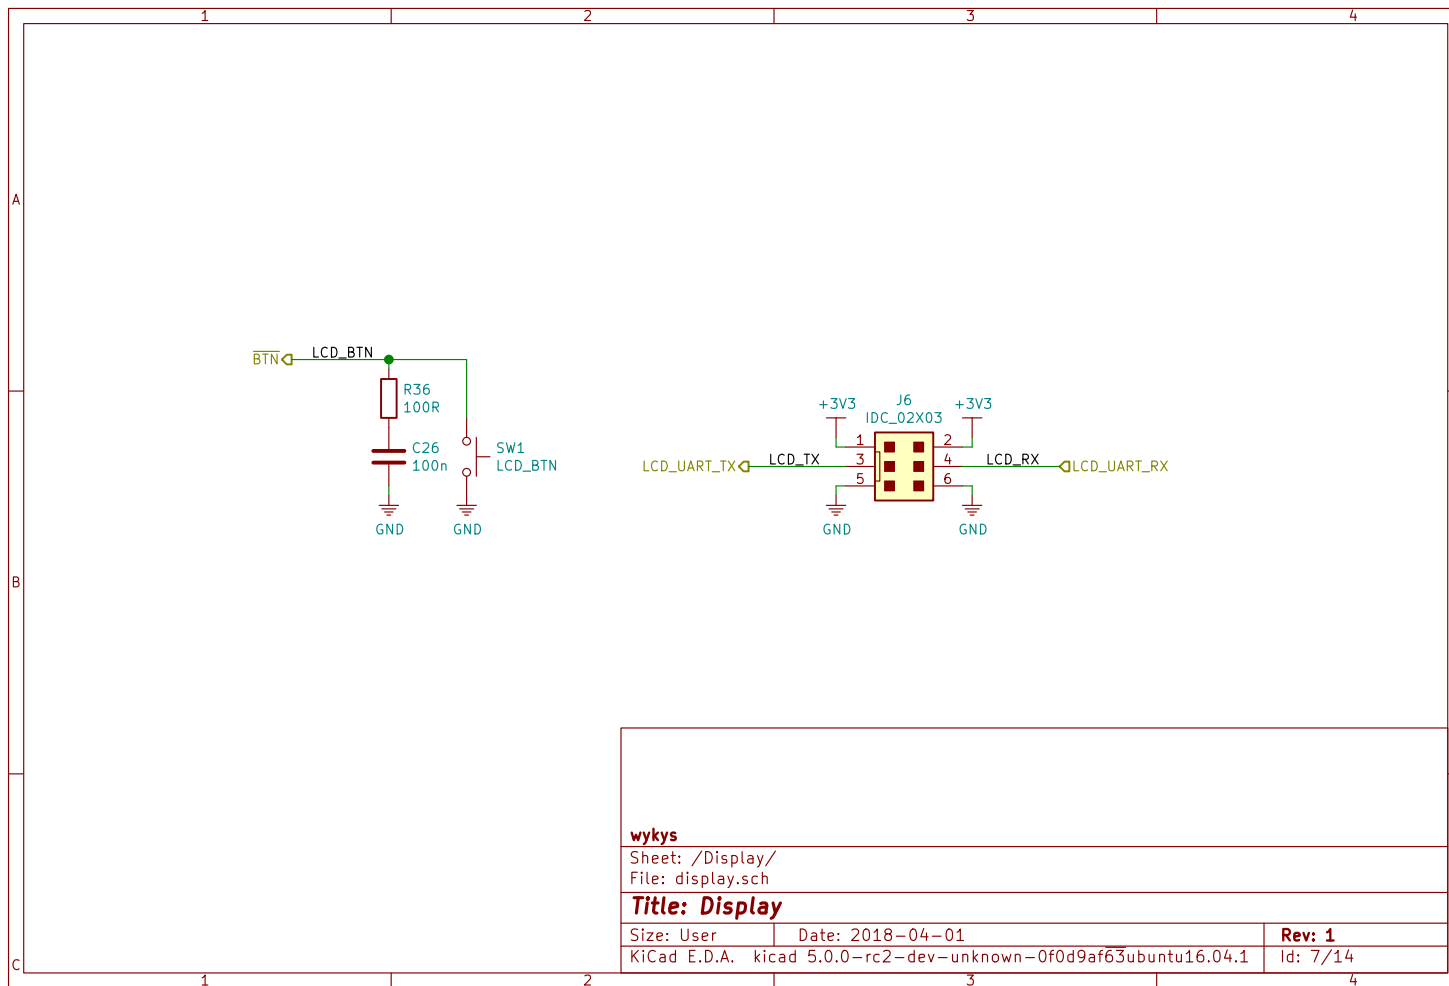 1 2 3 4
A
BTN LCD_BTN
R36
100R
+3V3 J6 +3V3
IDC_02X03
1 2
C26 SW1
100n LCD_BTN
LCD_UART_TX LCD_TX 3 4 LCD_RX LCD_UART_RX
5 6
GND GND GND GND
B
wykys
Sheet: /Display/
File: display.sch
Title: Display
Size: User Date: 2018-04-01 Rev: 1
KiCad E.D.A. kicad 5.0.0-rc2-dev-unknown-0f0d9af63ubuntu16.04.1 Id: 7/14
C
1 2 3 4